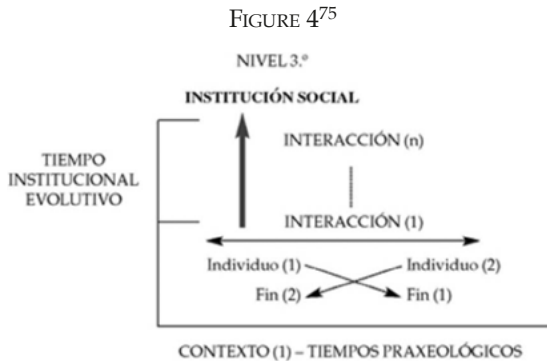 FIGURE 4⁷⁵
NIVEL 3.º
INSTITUCIÓN SOCIAL
INTERACCIÓN (n)
TIEMPO
INSTITUCIONAL
EVOLUTIVO
INTERACCIÓN (1)
Individuo (1) Individuo (2)
Fin (2) Fin (1)
CONTEXTO (1) – TIEMPOS PRAXEOLÓGICOS